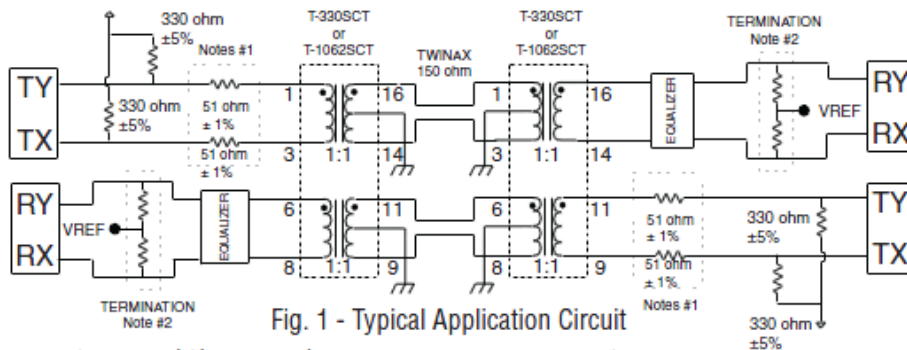 330 ohm
±5%
Notes #1
T-330SCT
or
T-1062SCT
TWINAX
150 ohm
T-330SCT
or
T-1062SCT
TERMINATION
Note #2
TY
TX
330 ohm
±5%
51 ohm
± 1%
51 ohm
± 1%
1
16
3
1:1
14
1
16
3
1:1
14
EQUALIZER
VREF
RY
RX
RY
RX
VREF
EQUALIZER
6
11
8
1:1
9
6
11
8
1:1
9
51 ohm
± 1%
51 ohm
± 1%
330 ohm
±5%
TY
TX
TERMINATION
Note #2
Notes #1
330 ohm
±5%
Fig. 1 - Typical Application Circuit